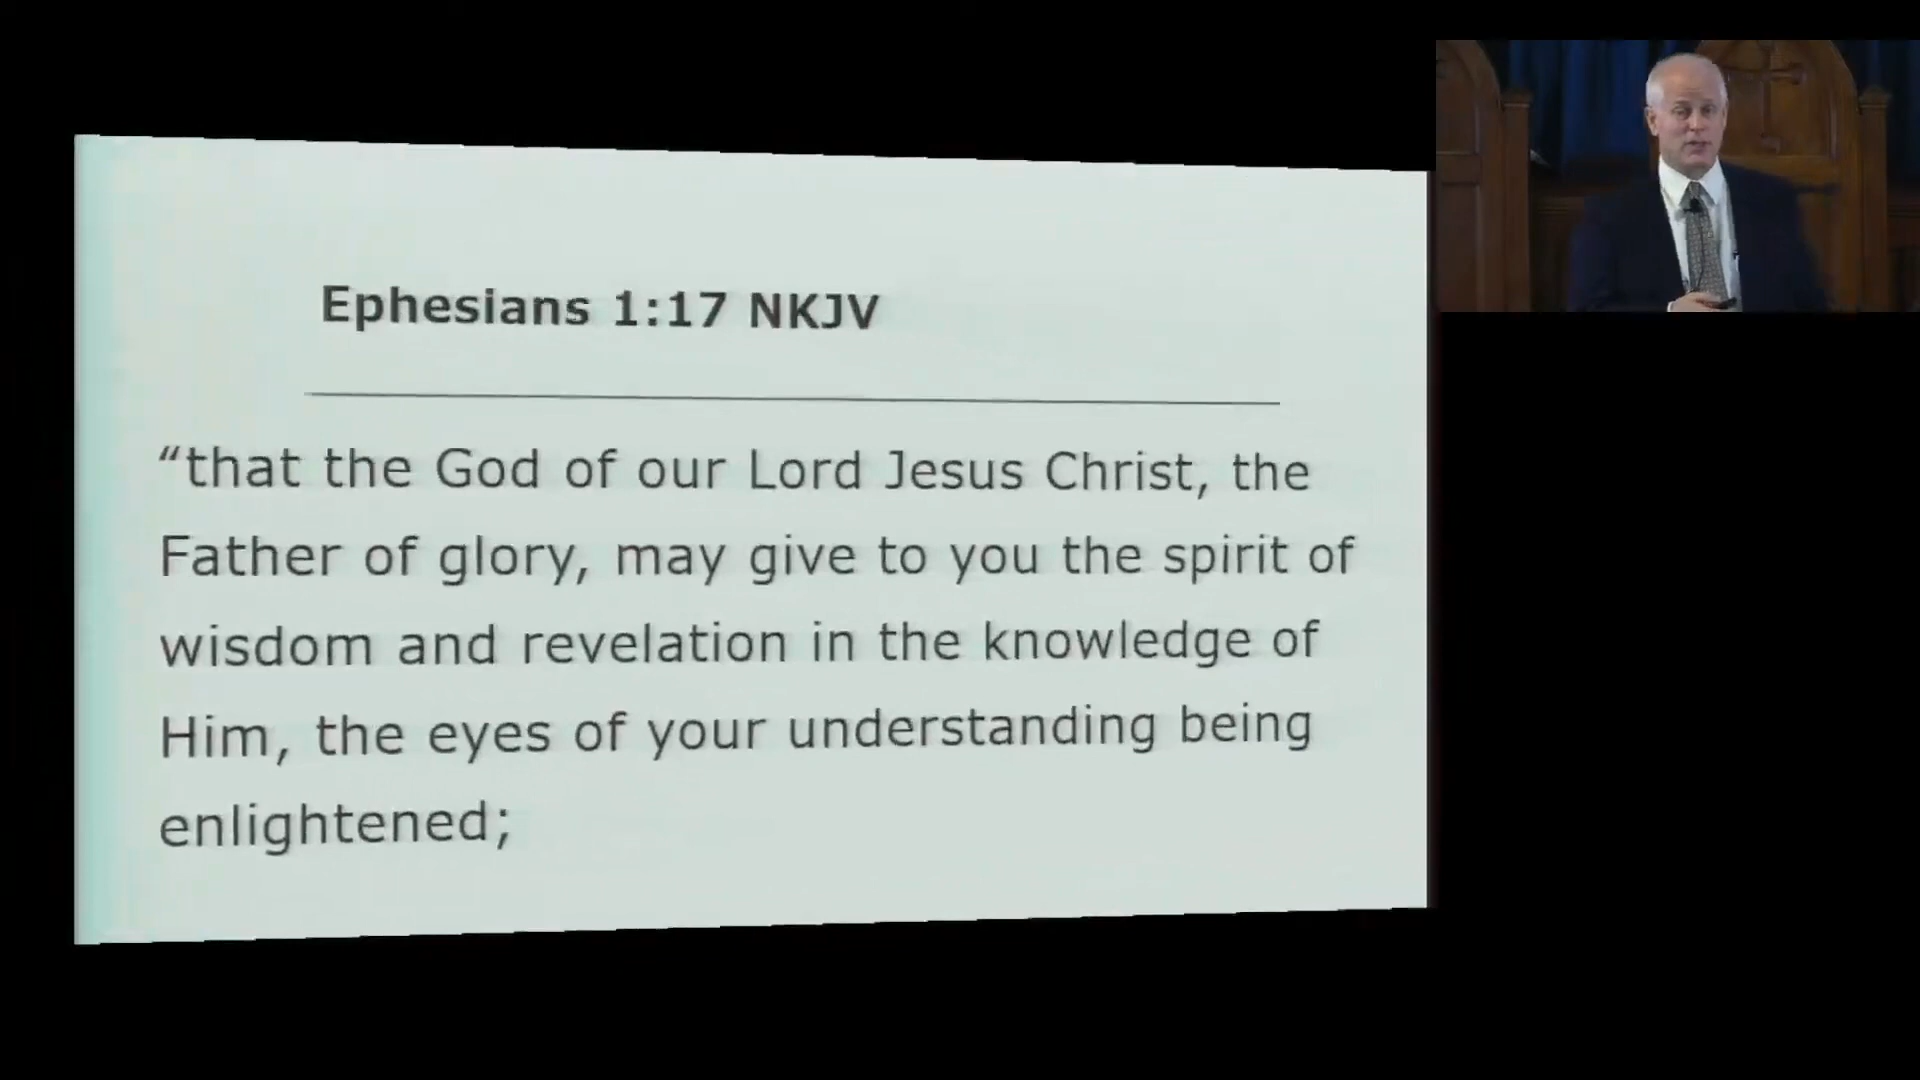 Ephesians 1:17 NKJV
“that the God of our Lord Jesus Christ, the
Father of glory, may give to you the spirit of
wisdom and revelation in the knowledge of
Him, the eyes of your understanding being
enlightened;